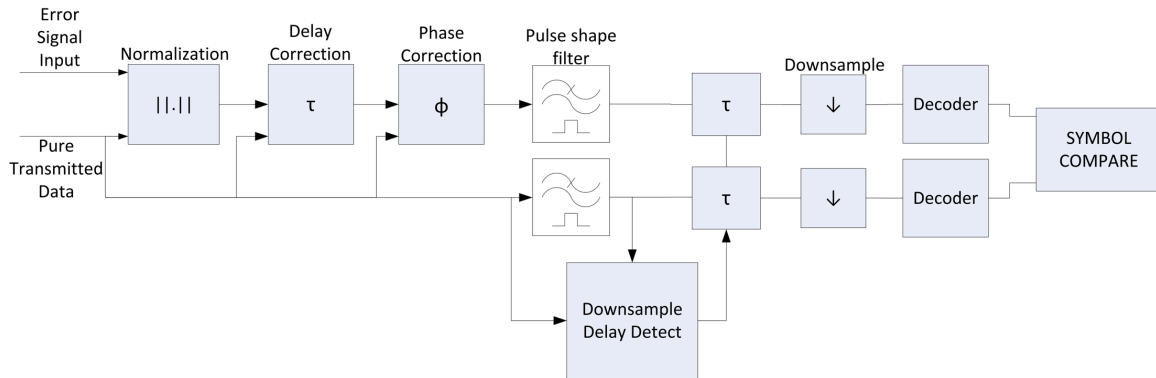 Error
Signal
Input
Normalization
Delay
Correction
Phase
Correction
Pulse shape
filter
Downsample
||.||
τ
ϕ
τ
↓
Decoder
Pure
Transmitted
Data
SYMBOL
COMPARE
τ
↓
Decoder
Downsample
Delay Detect